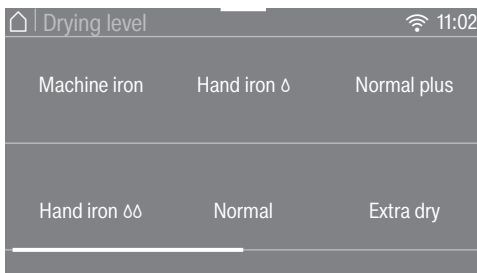 Drying level 11:02
Machine iron Hand iron Normal plus
Hand iron Normal Extra dry